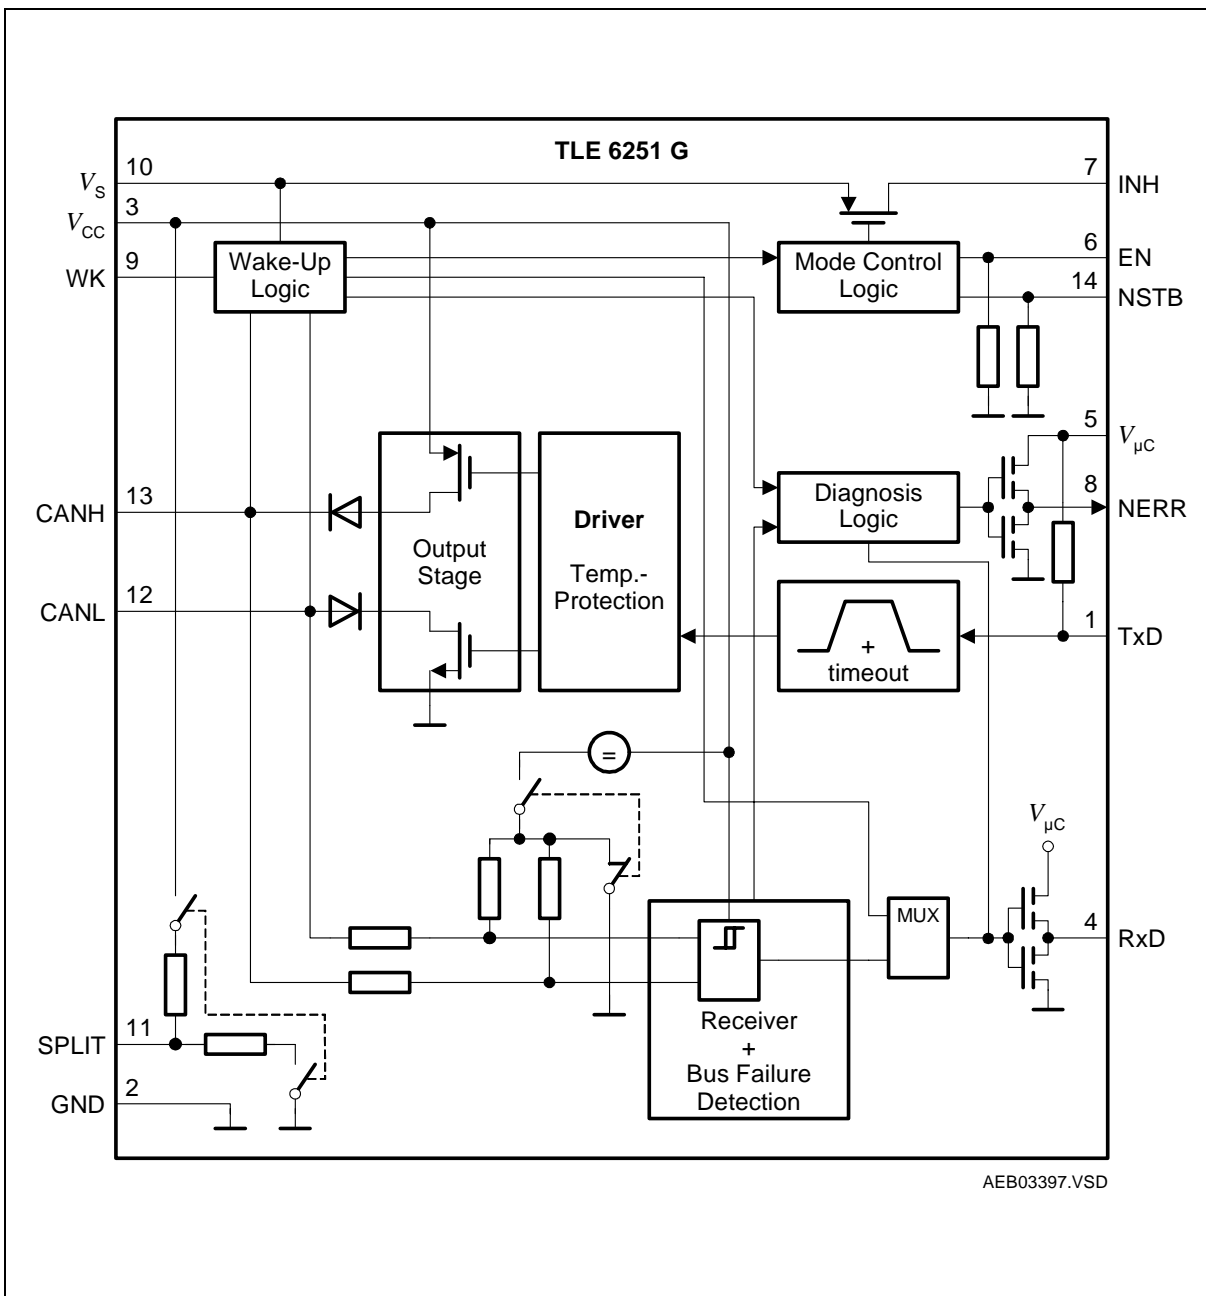 TLE 6251 G
10
V_S
3
V_CC
9
WK
Wake-Up
Logic
7
INH
6
EN
14
NSTB
Mode Control
Logic
5
V_µC
8
NERR
Diagnosis
Logic
13
CANH
12
CANL
Output
Stage
Driver
Temp.-
Protection
+
timeout
1
TxD
=
V_µC
MUX
4
RxD
Receiver
+
Bus Failure
Detection
11
SPLIT
2
GND
AEB03397.VSD